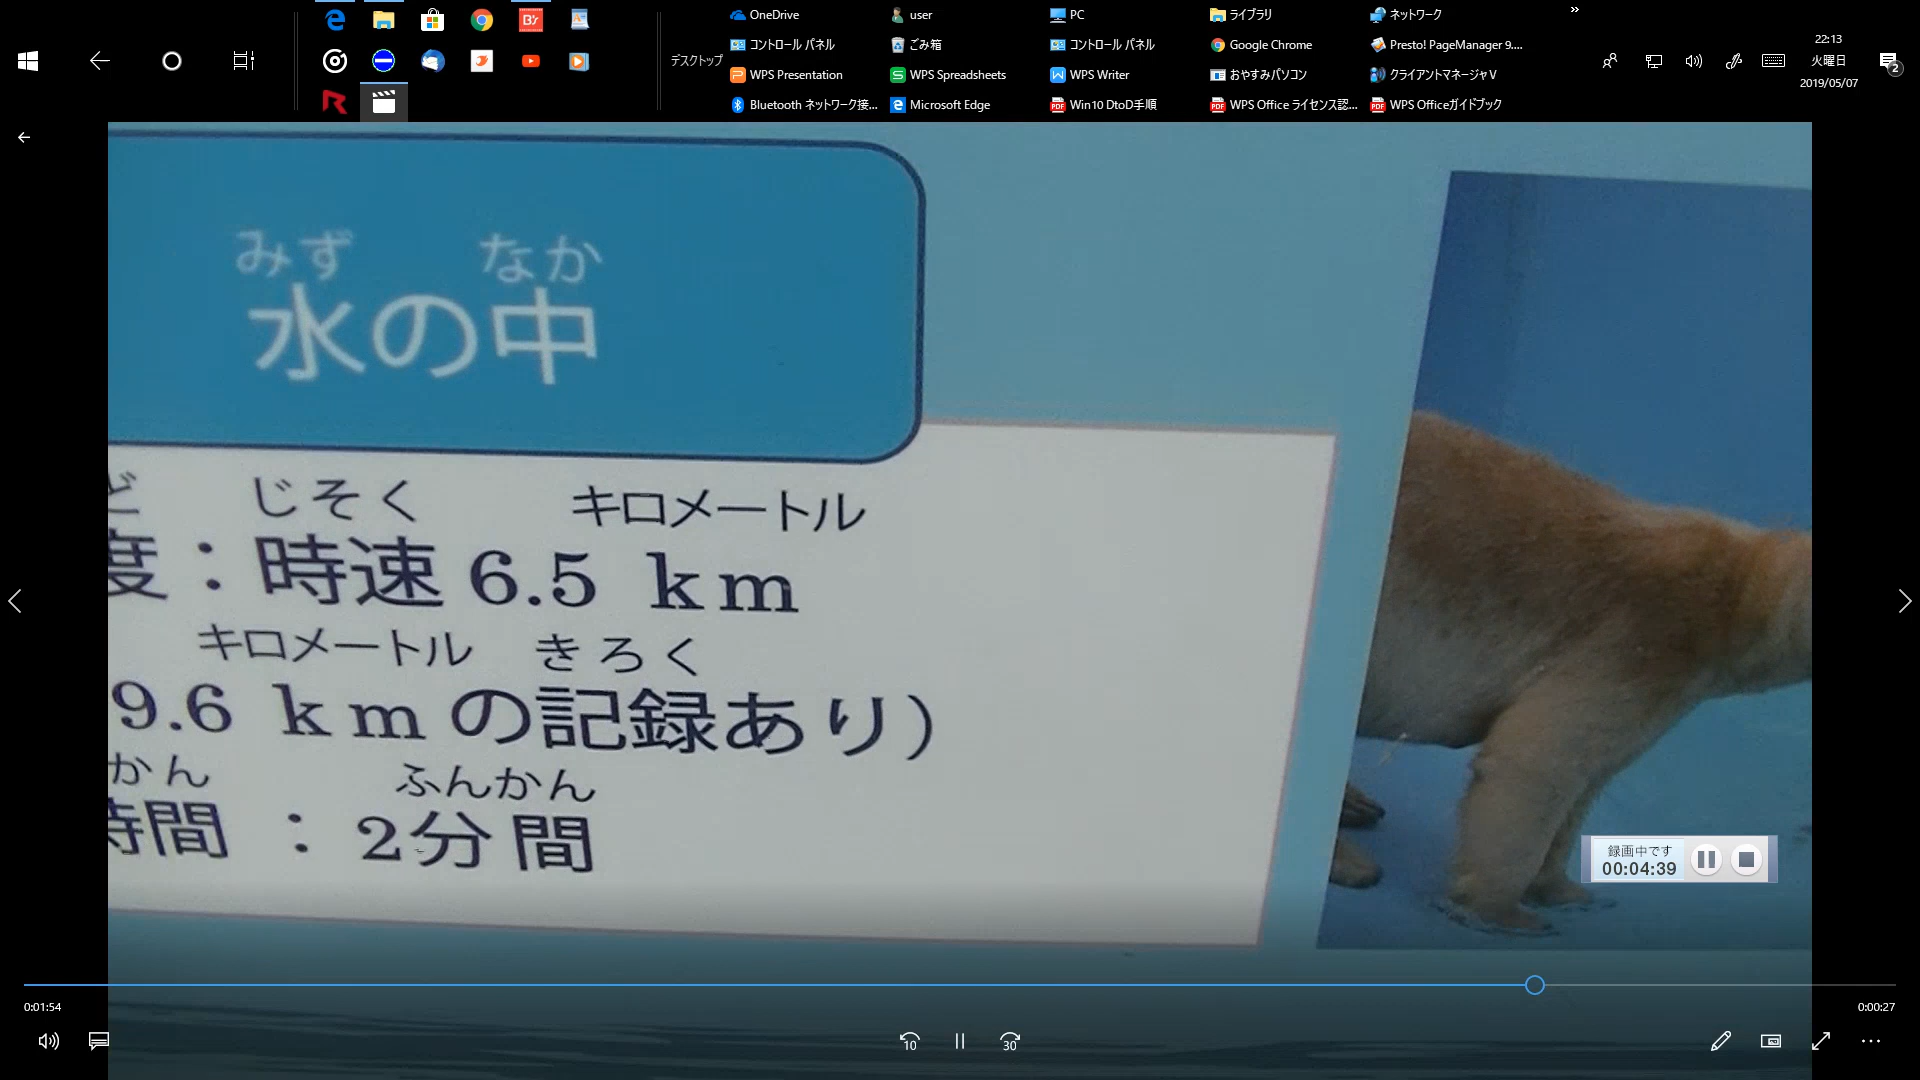 OneDrive
user
PC
ライブラリ
ネットワーク
»
デスクトップ
コントロール パネル
ごみ箱
コントロール パネル
Google Chrome
Presto! PageManager 9....
WPS Presentation
WPS Spreadsheets
WPS Writer
おやすみパソコン
クライアントマネージャV
Bluetooth ネットワーク接...
Microsoft Edge
Win10 DtoD手順
WPS Office ライセンス認...
WPS Officeガイドブック
22:13
火曜日
2019/05/07
2
みず なか
水の中
ど じそく キロメートル
度：時速 6.5 km
キロメートル きろく
9.6 kmの記録あり)
かん ふんかん
時間 ：2分間
録画中です
00:04:39
0:01:54
0:00:27
10
30